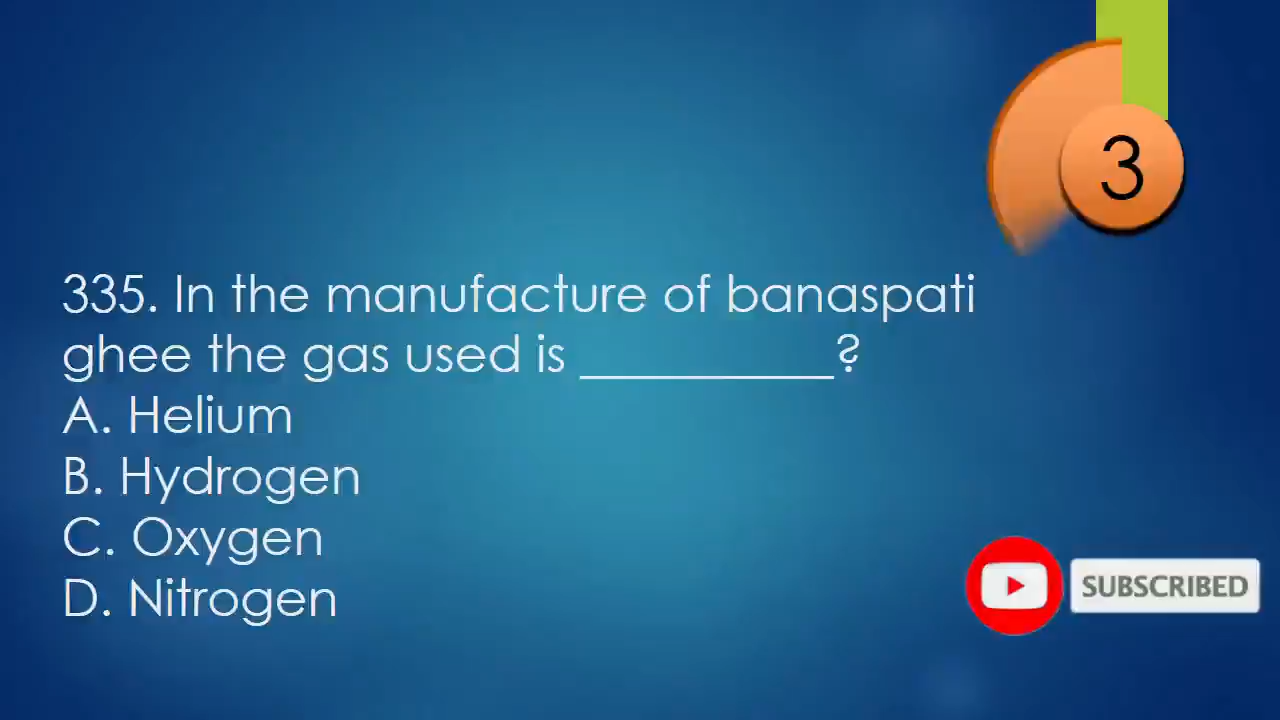 3
335. In the manufacture of banaspati
ghee the gas used is __________?
A. Helium
B. Hydrogen
C. Oxygen
D. Nitrogen
SUBSCRIBED